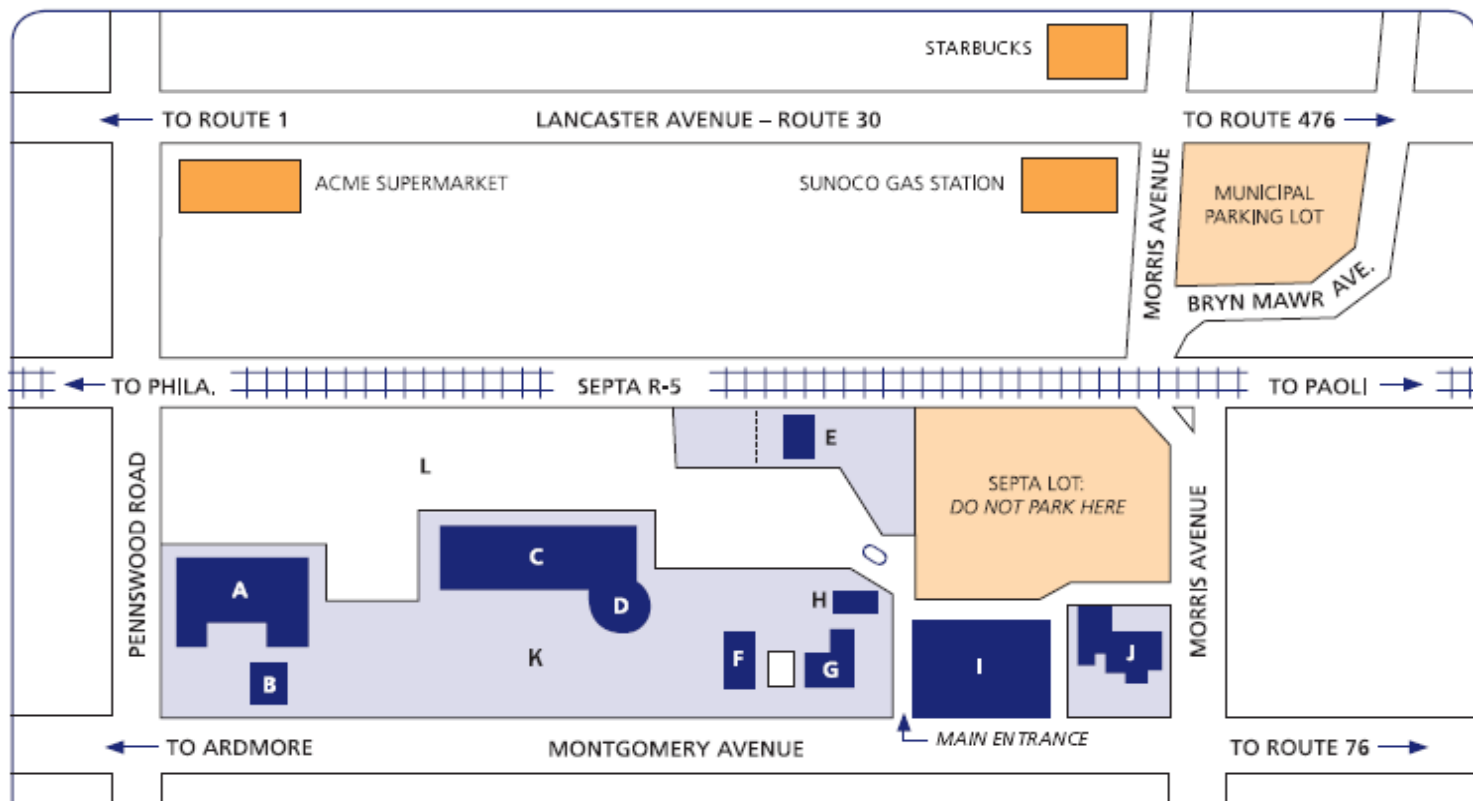 STARBUCKS
TO ROUTE 1
LANCASTER AVENUE – ROUTE 30
TO ROUTE 476
ACME SUPERMARKET
SUNOCO GAS STATION
MORRIS AVENUE
MUNICIPAL
PARKING LOT
BRYN MAWR AVE.
TO PHILA.
SEPTA R-5
TO PAOLI
PENNSWOOD ROAD
L
E
SEPTA LOT:
DO NOT PARK HERE
MORRIS AVENUE
A
C
D
H
B
K
F
G
I
J
MAIN ENTRANCE
TO ARDMORE
MONTGOMERY AVENUE
TO ROUTE 76